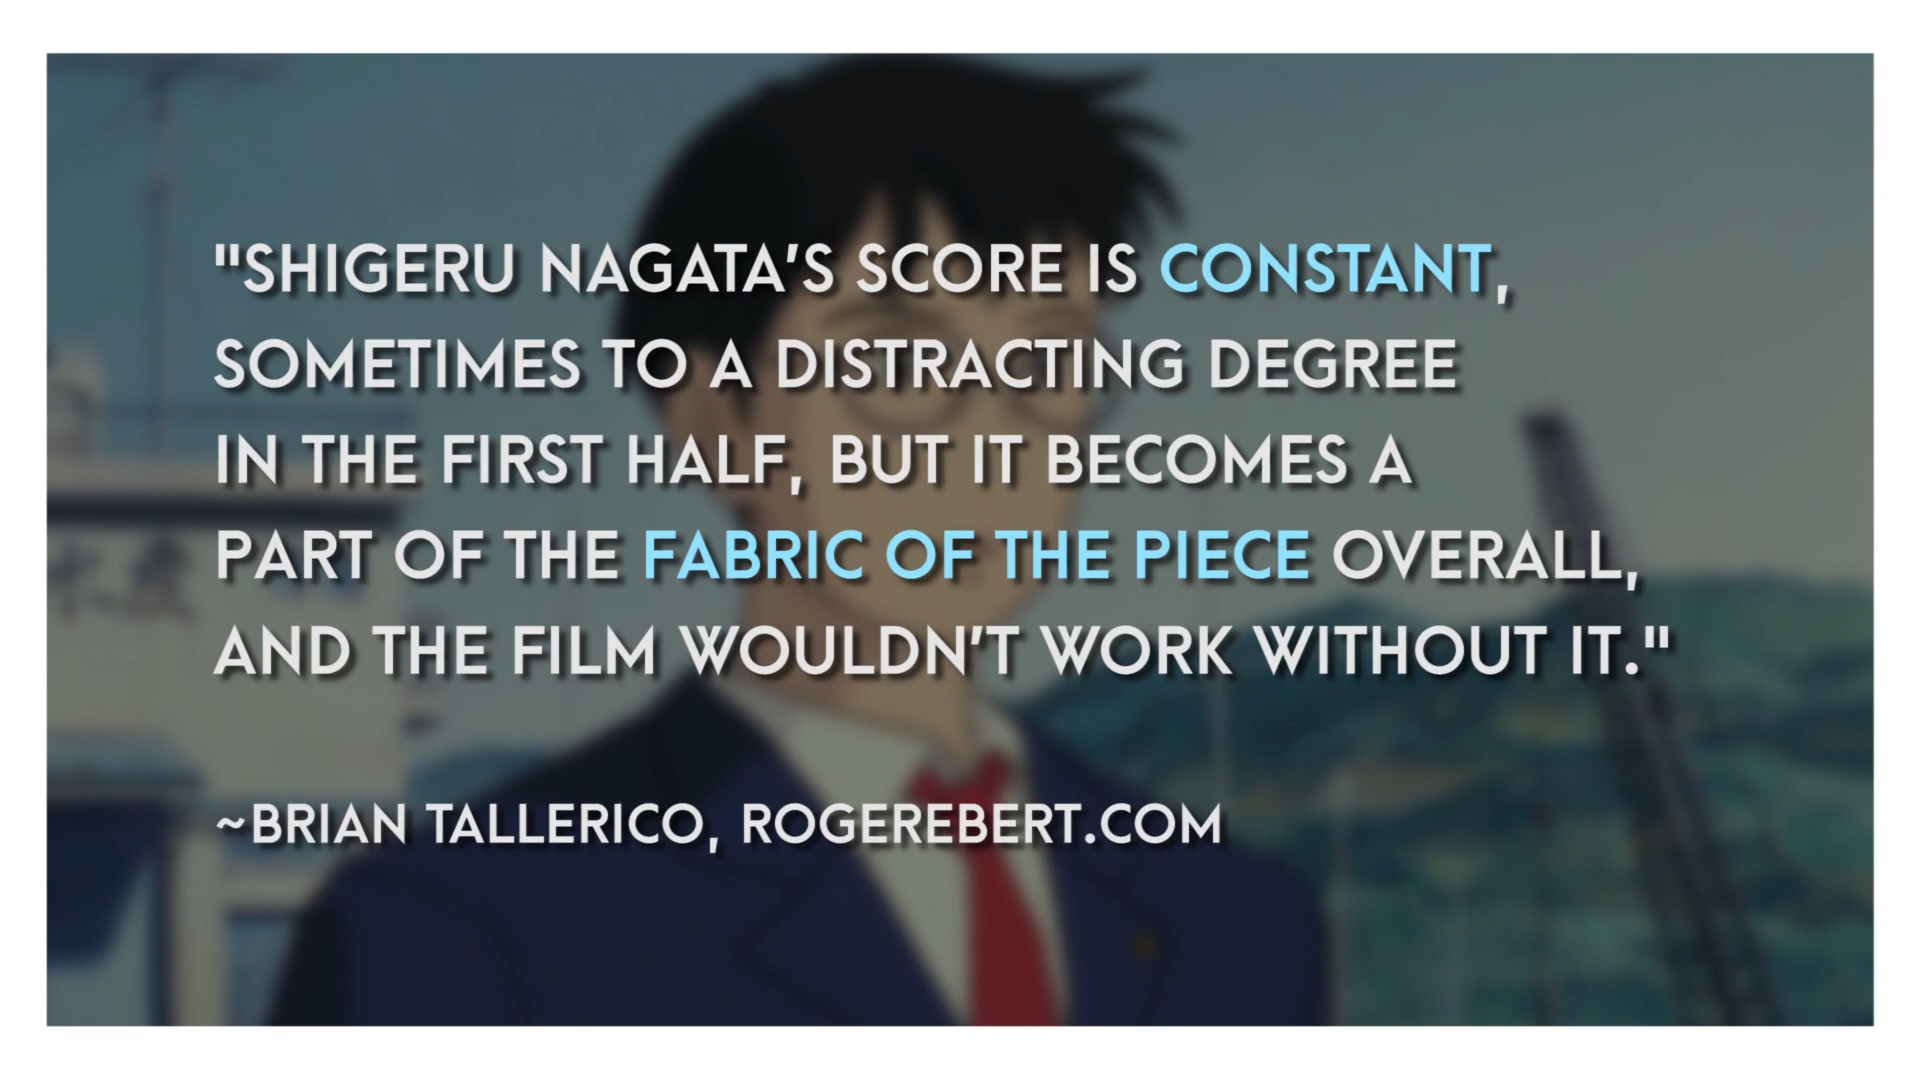 "SHIGERU NAGATA'S SCORE IS CONSTANT,
SOMETIMES TO A DISTRACTING DEGREE
IN THE FIRST HALF, BUT IT BECOMES A
PART OF THE FABRIC OF THE PIECE OVERALL,
AND THE FILM WOULDN'T WORK WITHOUT IT."
~BRIAN TALLERICO, ROGEREBERT.COM